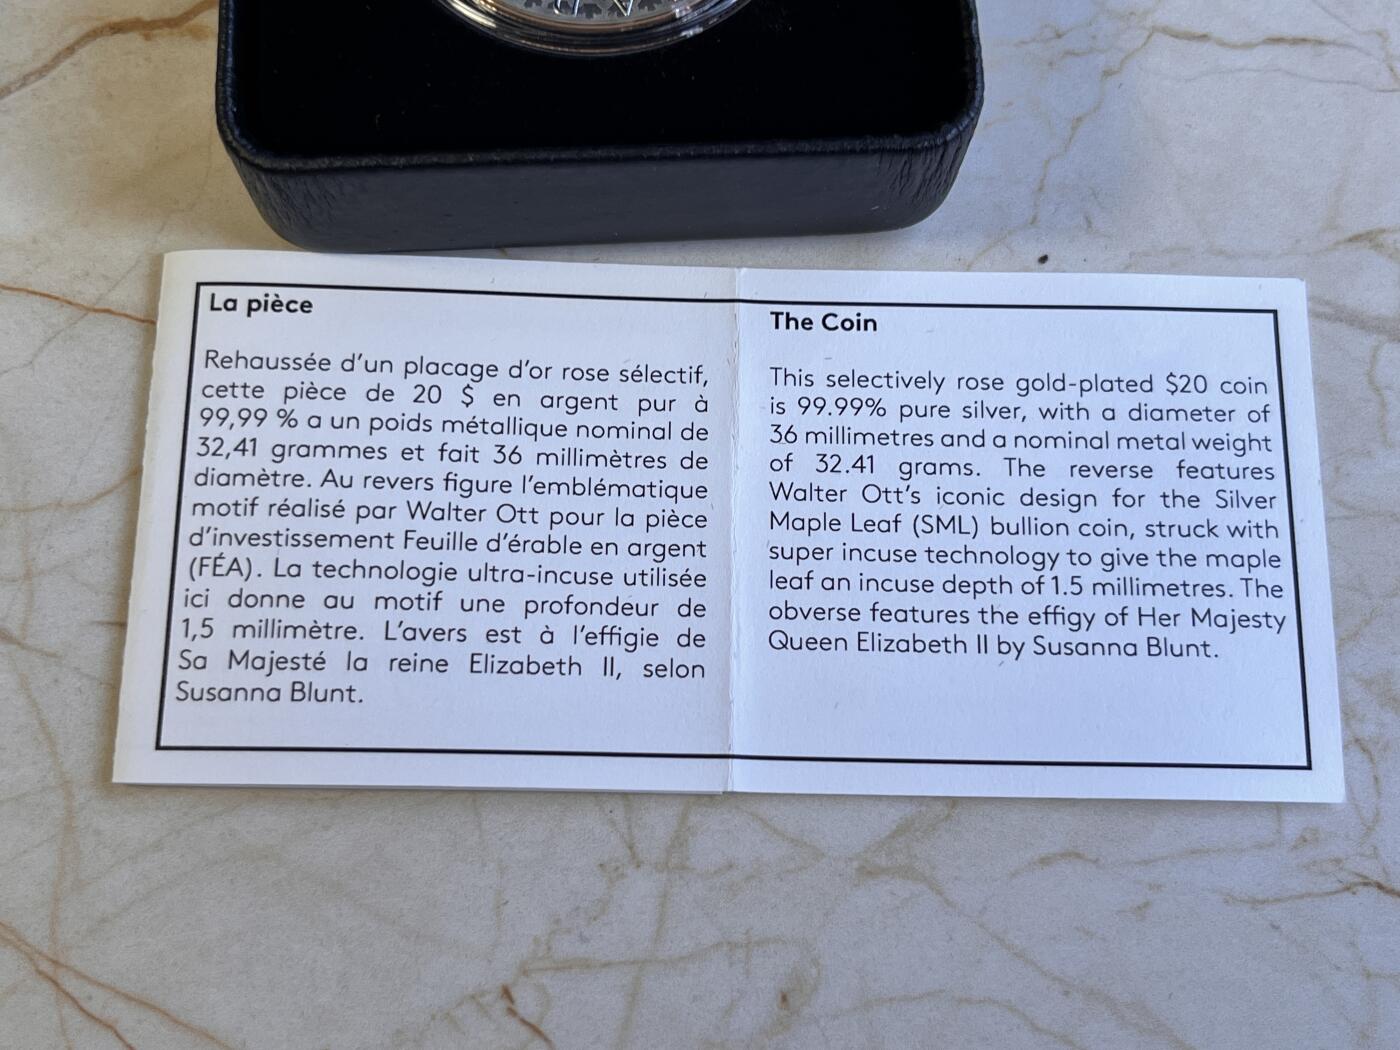 La pièce
Rehaussée d'un placage d'or rose sélectif,
cette pièce de 20 $ en argent pur à
99,99 % a un poids métallique nominal de
32,41 grammes et fait 36 millimètres de
diamètre. Au revers figure l'emblématique
motif réalisé par Walter Ott pour la pièce
d'investissement Feuille d'érable en argent
(FÉA). La technologie ultra-incuse utilisée
ici donne au motif une profondeur de
1,5 millimètre. L'avers est à l'effigie de
Sa Majesté la reine Elizabeth II, selon
Susanna Blunt.
The Coin
This selectively rose gold-plated $20 coin
is 99.99% pure silver, with a diameter of
36 millimetres and a nominal metal weight
of 32.41 grams. The reverse features
Walter Ott's iconic design for the Silver
Maple Leaf (SML) bullion coin, struck with
super incuse technology to give the maple
leaf an incuse depth of 1.5 millimetres. The
obverse features the effigy of Her Majesty
Queen Elizabeth II by Susanna Blunt.